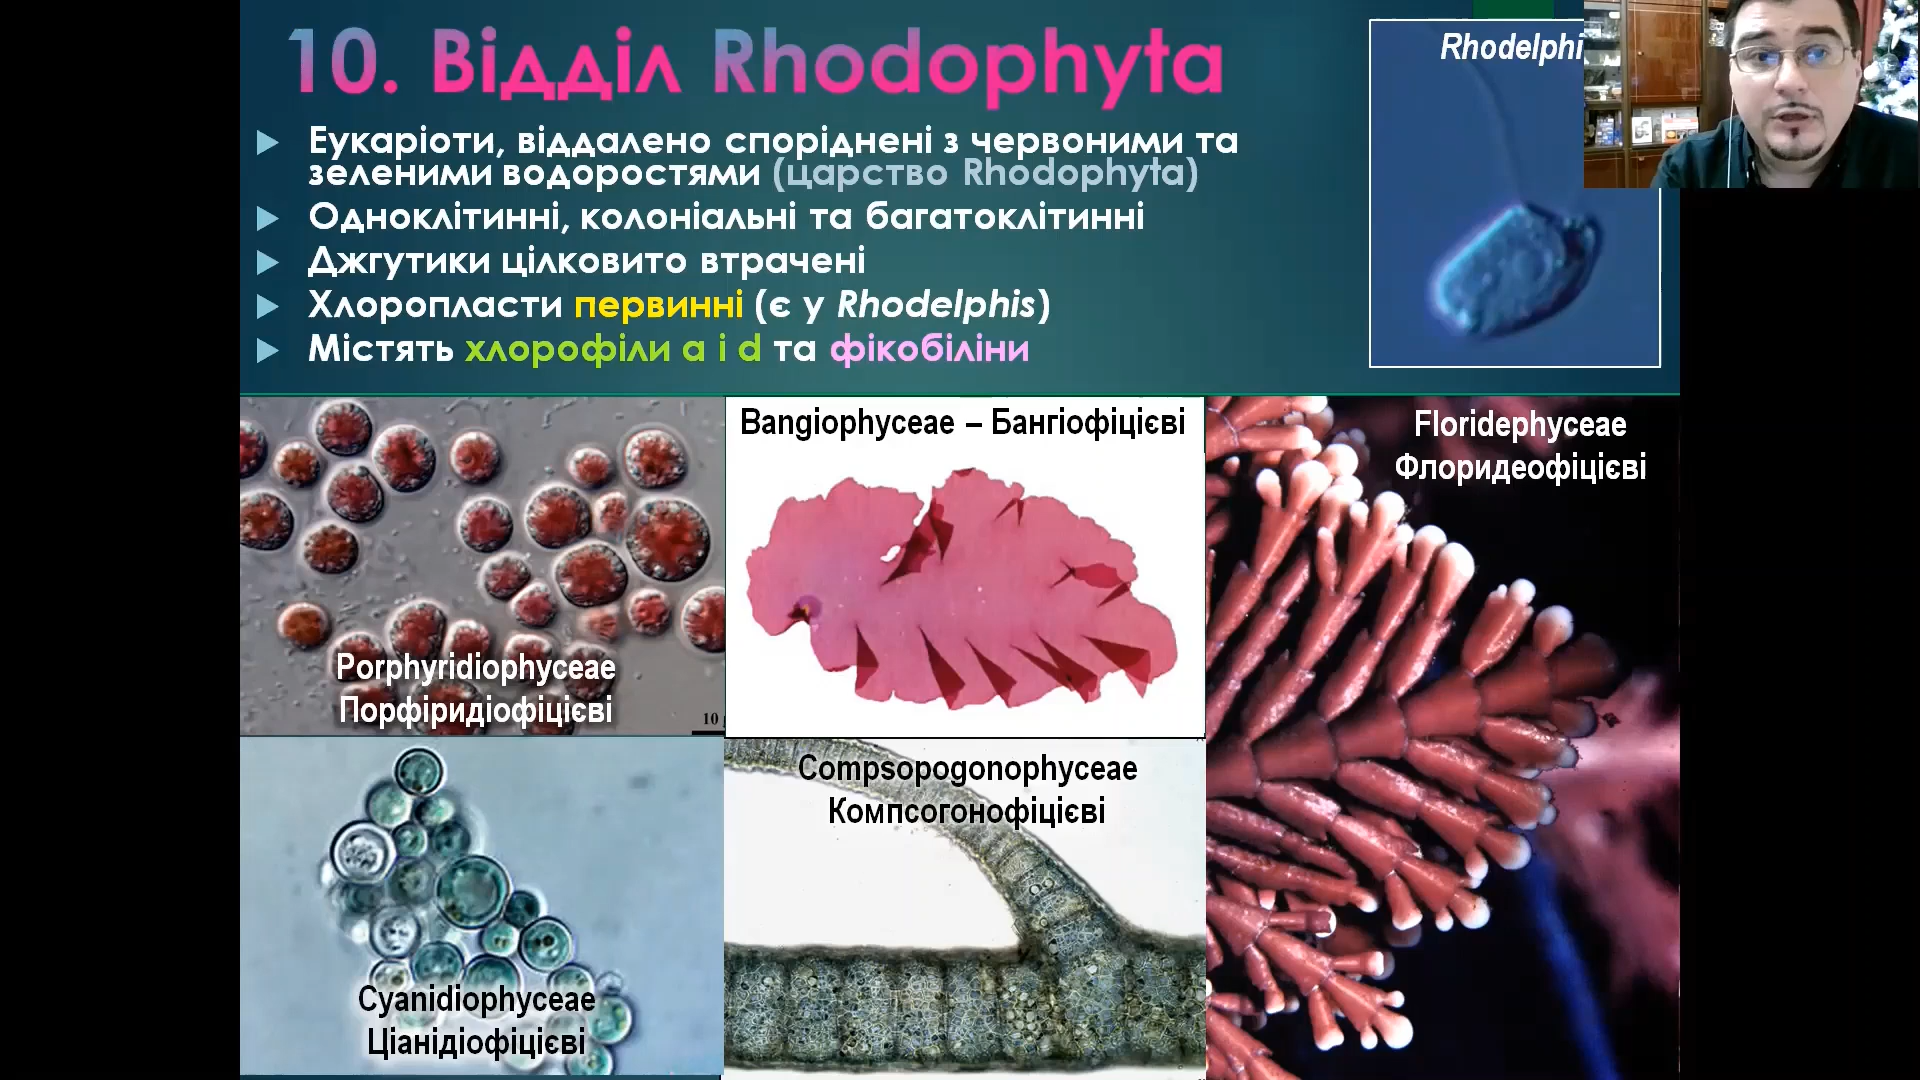 10. Відділ Rhodophyta
Еукаріоти, віддалено споріднені з червоними та
зеленими водоростями (царство Rhodophyta)
Одноклітинні, колоніальні та багатоклітинні
Джгутики цілковито втрачені
Хлоропласти первинні (є у Rhodelphis)
Містять хлорофіли a і d та фікобіліни
Rhodelphi
Porphyridiophyceae
Порфіридіофіцієві
10
Bangiophyceae – Бангіофіцієві
Floridephyceae
Флоридеофіцієві
Cyanidiophyceae
Ціанідіофіцієві
Compsopogonophyceae
Компсогонофіцієві